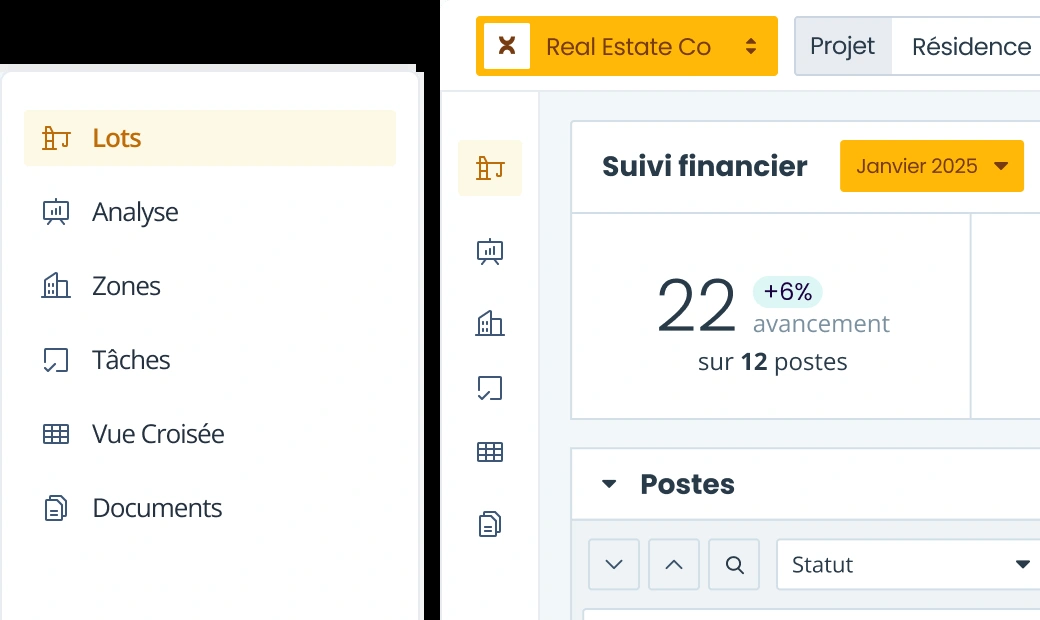 Lots
Analyse
Zones
Tâches
Vue Croisée
Documents
Real Estate Co
Projet
Résidence
Suivi financier
Janvier 2025
22
+6%
avancement
sur 12 postes
Postes
Statut